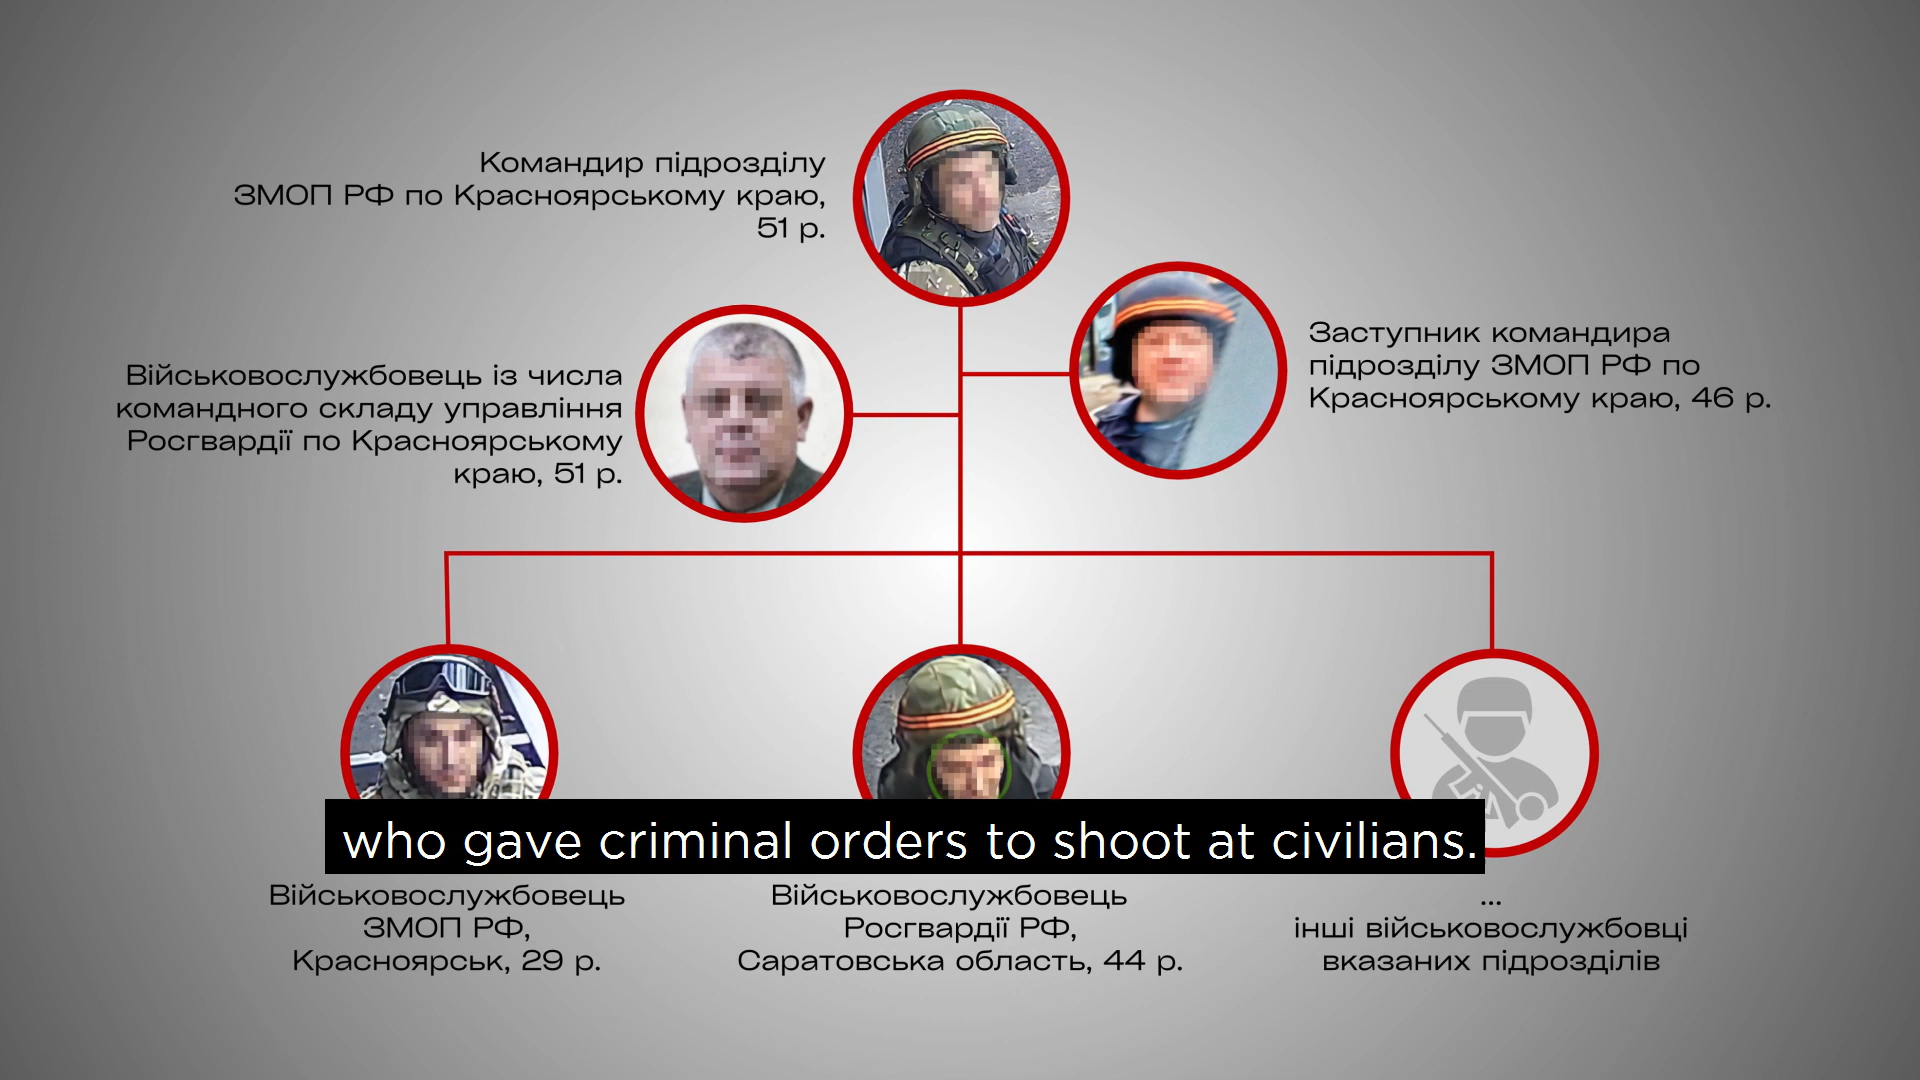 Командир підрозділу
ЗМОП РФ по Красноярському краю,
51 р.
Заступник командира
підрозділу ЗМОП РФ по
Красноярському краю, 46 р.
Військовослужбовець із числа
командного складу управління
Росгвардії по Красноярському
краю, 51 р.
who gave criminal orders to shoot at civilians.
Військовослужбовець
ЗМОП РФ,
Красноярськ, 29 р.
Військовослужбовець
Росгвардії РФ,
Саратовська область, 44 р.
...
інші військовослужбовці
вказаних підрозділів